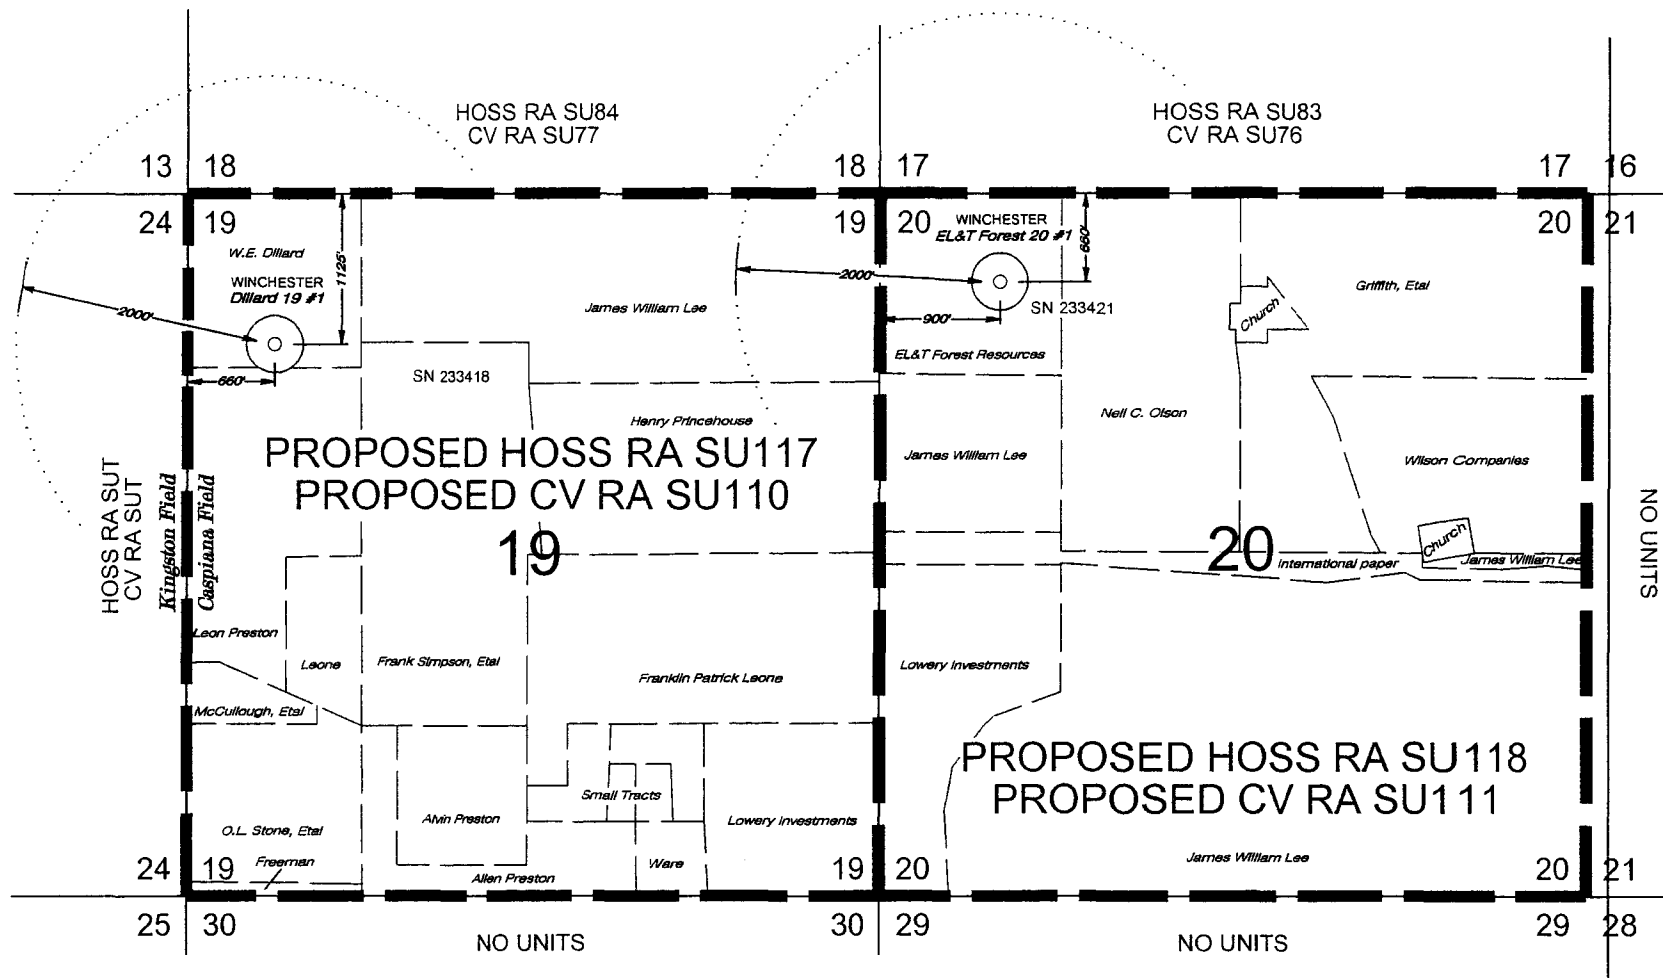 HOSS RA SU84
CV RA SU77
HOSS RA SU83
CV RA SU76
13 18
18 17
17 16
24 19
19 20
20 21
W.E. Dillard
WINCHESTER
Dillard 19 #1
1125'
2000'
660'
SN 233418
James William Lee
Henry Princehouse
WINCHESTER
EL&T Forest 20 #1
660'
2000'
900'
SN 233421
EL&T Forest Resources
James William Lee
Neil C. Olson
Church
Griffith, Etal
Wilson Companies
Church
James William Lee
International paper
PROPOSED HOSS RA SU117
PROPOSED CV RA SU110
19
20
HOSS RA SUT
CV RA SUT
Kingston Field
Caspiana Field
NO UNITS
Leon Preston
Leone
Frank Simpson, Etal
Franklin Patrick Leone
McCullough, Etal
Lowery Investments
PROPOSED HOSS RA SU118
PROPOSED CV RA SU111
O.L. Stone, Etal
Freeman
Alvin Preston
Allen Preston
Small Tracts
Ware
Lowery Investments
James William Lee
24 19
19 20
20 21
25 30
30 29
29 28
NO UNITS
NO UNITS